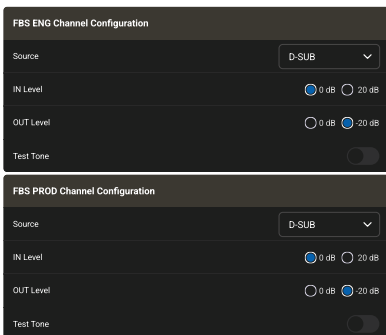 FBS ENG Channel Configuration
Source D-SUB
IN Level 0 dB 20 dB
OUT Level 0 dB -20 dB
Test Tone
FBS PROD Channel Configuration
Source D-SUB
IN Level 0 dB 20 dB
OUT Level 0 dB -20 dB
Test Tone